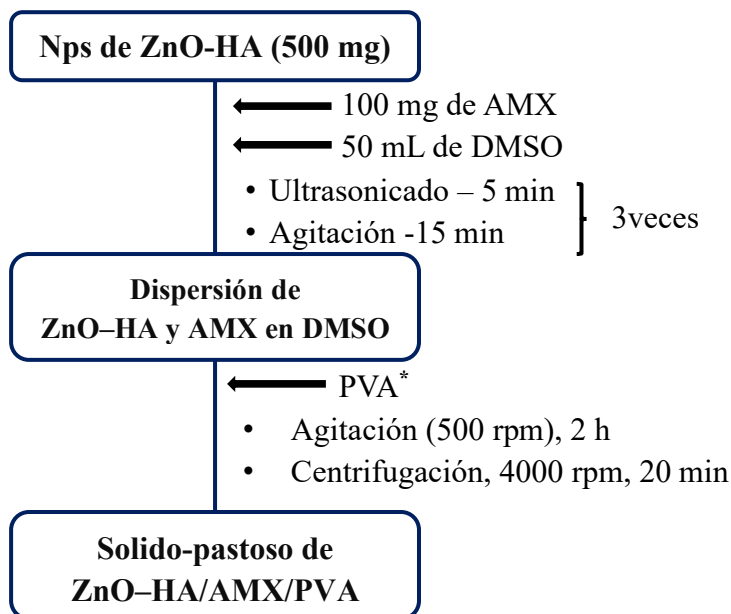 Nps de ZnO-HA (500 mg)
100 mg de AMX
50 mL de DMSO
• Ultrasonicado – 5 min
• Agitación -15 min
3veces
Dispersión de
ZnO–HA y AMX en DMSO
PVA*
• Agitación (500 rpm), 2 h
• Centrifugación, 4000 rpm, 20 min
Solido-pastoso de
ZnO–HA/AMX/PVA